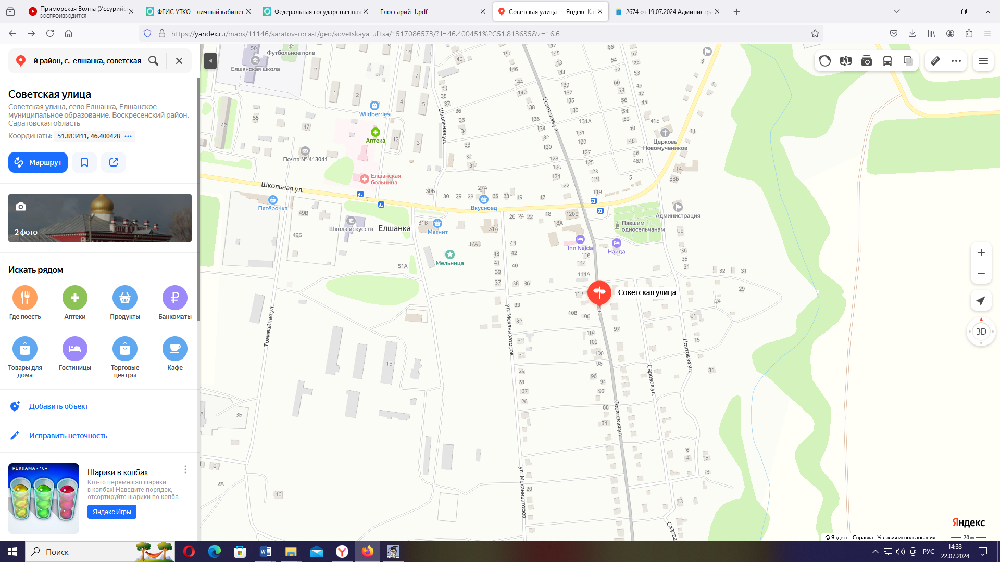 Приморская Волна (Уссурийс
ВОСПРОИЗВОДИТСЯ
ФГИС УТКО - личный кабинет
Федеральная государственная
Глоссарий-1.pdf
Советская улица — Яндекс Ка
2674 от 19.07.2024 Администра
https://yandex.ru/maps/11146/saratov-oblast/geo/sovetskaya_ulitsa/1517086573/?ll=46.400451%2C51.813635&z=16.6
й район, с. елшанка, советская
Советская улица
Советская улица, село Елшанка, Елшанское
муниципальное образование, Воскресенский район,
Саратовская область
Координаты: 51.813411, 46.400428
Маршрут
2 фото
Искать рядом
Где поесть
Аптеки
Продукты
Банкоматы
Товары для
дома
Гостиницы
Торговые
центры
Кафе
Добавить объект
Исправить неточность
РЕКЛАМА • 16+
Шарики в колбах
Кто-то перемешал шарики
в колбах! Наведите порядок,
отсортируйте шарики по колба
Яндекс Игры
Футбольное поле
50
Елшанская школа
14
6
7
1
2
4
5
3
12
42
55
47
Wildberries
Аптека
Почта № 413041
Елшанская
больница
Школьная ул.
Школьная ул.
Пятёрочка
49В
49Б
Школа искусств
Елшанка
31В
Магнит
30Б
30
29
28
27А
25
23
19
17
Вкусноед
26
24
22
18
18А
120Б
31А
37А
Мельница
51А
40
39
38
37
36
35
34
33
32
31
150
146
144
142
138
136
134
132
130
128
126
124
122
147
145
143
141
139
137
135
133
131А
131
129
127
125
123
121
119
Советская ул.
66
64
62
60
58
56
54
52
50
48
46
46/1
57
55
53
49
47
45
41Б
15
3
5
11
14
38Б
Церковь
Новомучеников
Администрация
Павшим
односельчанам
Inn Naida
Наида
116
114
114А
112
108
106
104
102
100
98
96
94
92
88
84
97
Советская улица
38
36
35
34
32
31
29
24
21
15
11
6
4
5
3
13
44
43
42
41
40
39
37
38
36
33
32
31
30
29
28
27
26
20
ул. Механизаторов
ул. Механизаторов
Трамвайная ул.
Советская ул.
Садовая ул.
Почтовая ул.
Садовая
1В
3Б
А
2
2А
16
3D
Яндекс
© Яндекс Справка Условия использования
70 м
Поиск
РУС
14:33
22.07.2024